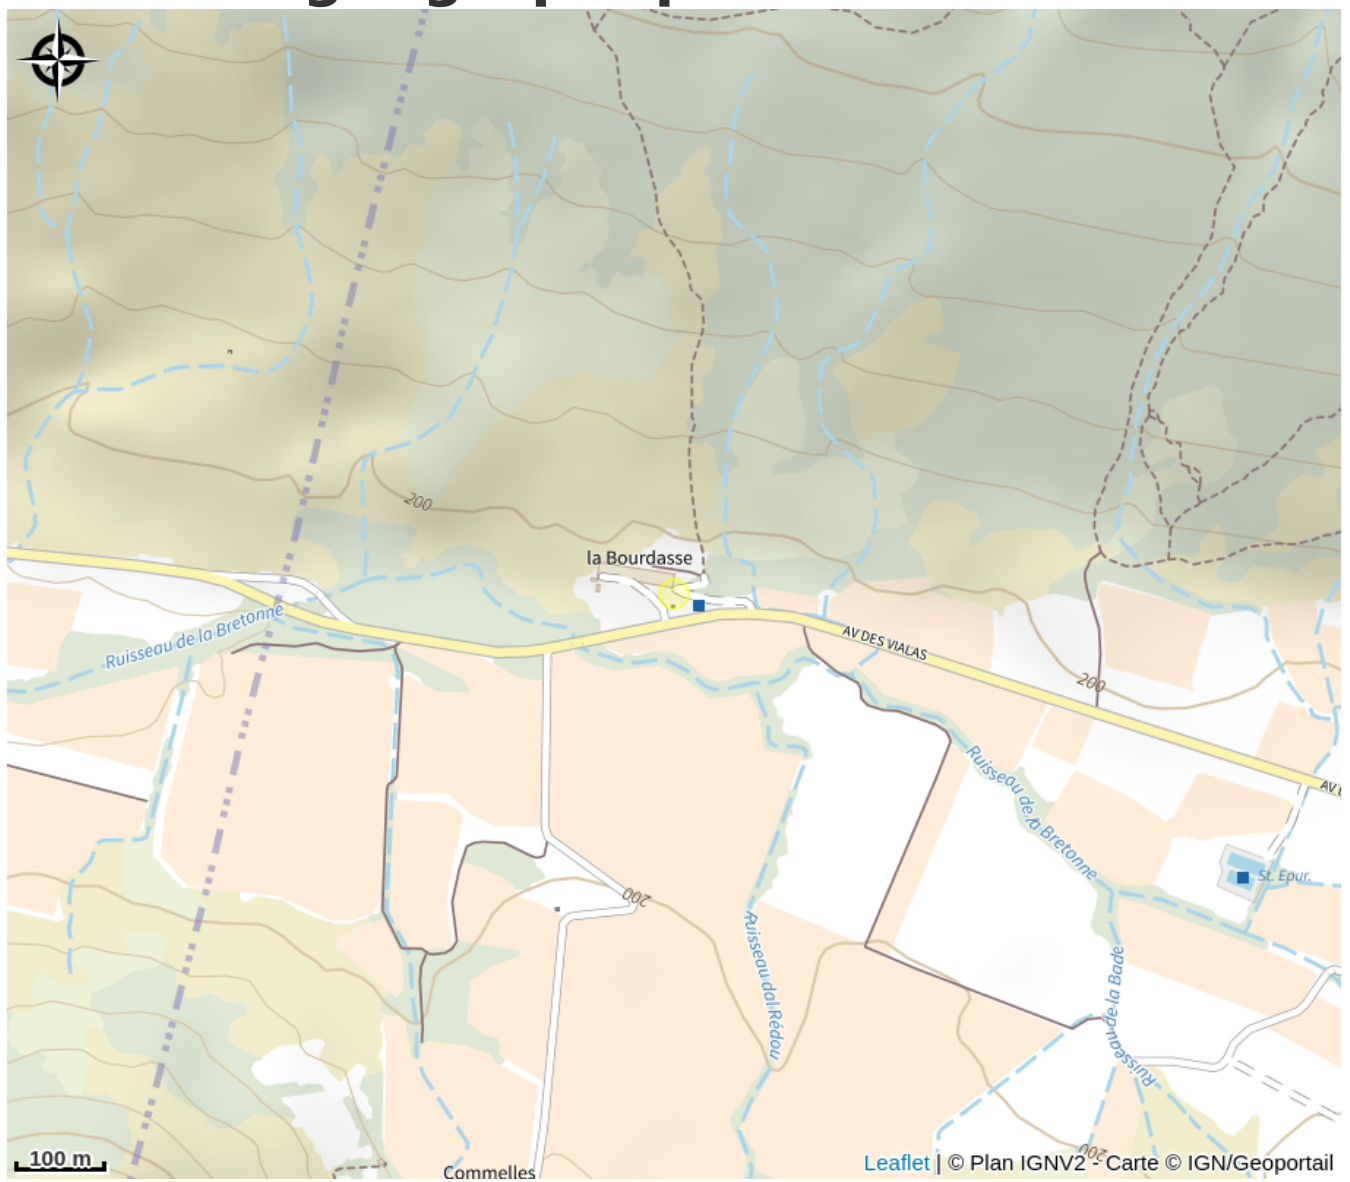 200
la Bourdasse
Ruisseau de la Bretonne
AV DES VIALAS
200
Ruisseau de la Bretonne
AV
St. Epur.
200
Ruisseau dal Rédou
Ruisseau de la Bade
200
Commelles
100 m
Leaflet | © Plan IGNV2 - Carte © IGN/Geoportail